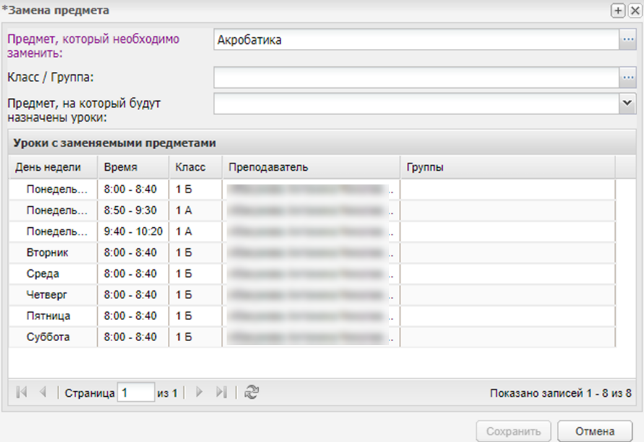 *Замена предмета
Предмет, который необходимо
заменить:
Акробатика
Класс / Группа:
Предмет, на который будут
назначены уроки:
Уроки с заменяемыми предметами
День недели Время Класс Преподаватель Группы
Понедель... 8:00 - 8:40 1 Б ..
Понедель... 8:50 - 9:30 1 А ..
Понедель... 9:40 - 10:20 1 А ..
Вторник 8:00 - 8:40 1 Б ..
Среда 8:00 - 8:40 1 Б ..
Четверг 8:00 - 8:40 1 Б ..
Пятница 8:00 - 8:40 1 Б ..
Суббота 8:00 - 8:40 1 Б ..
Страница 1 из 1 Показано записей 1 - 8 из 8
Сохранить Отмена